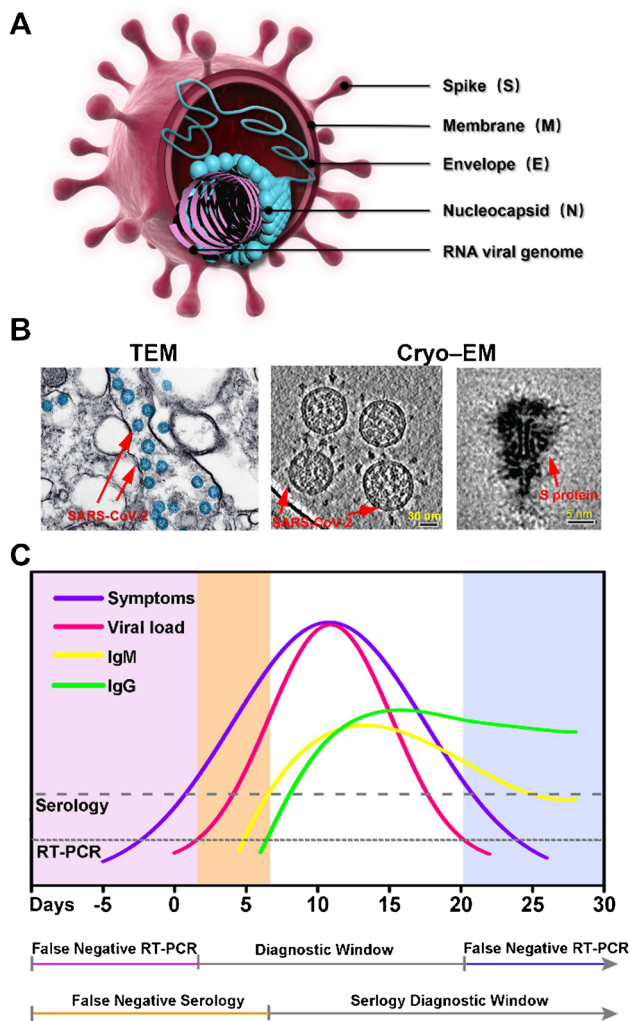 A
Spike (S)
Membrane (M)
Envelope (E)
Nucleocapsid (N)
RNA viral genome
B
TEM
Cryo–EM
SARS-CoV-2
SARS-CoV-2
30 nm
S protein
5 nm
C
Symptoms
Viral load
IgM
IgG
Serology
RT-PCR
Days -5 0 5 10 15 20 25 30
False Negative RT-PCR Diagnostic Window False Negative RT-PCR
False Negative Serology Serlogy Diagnostic Window